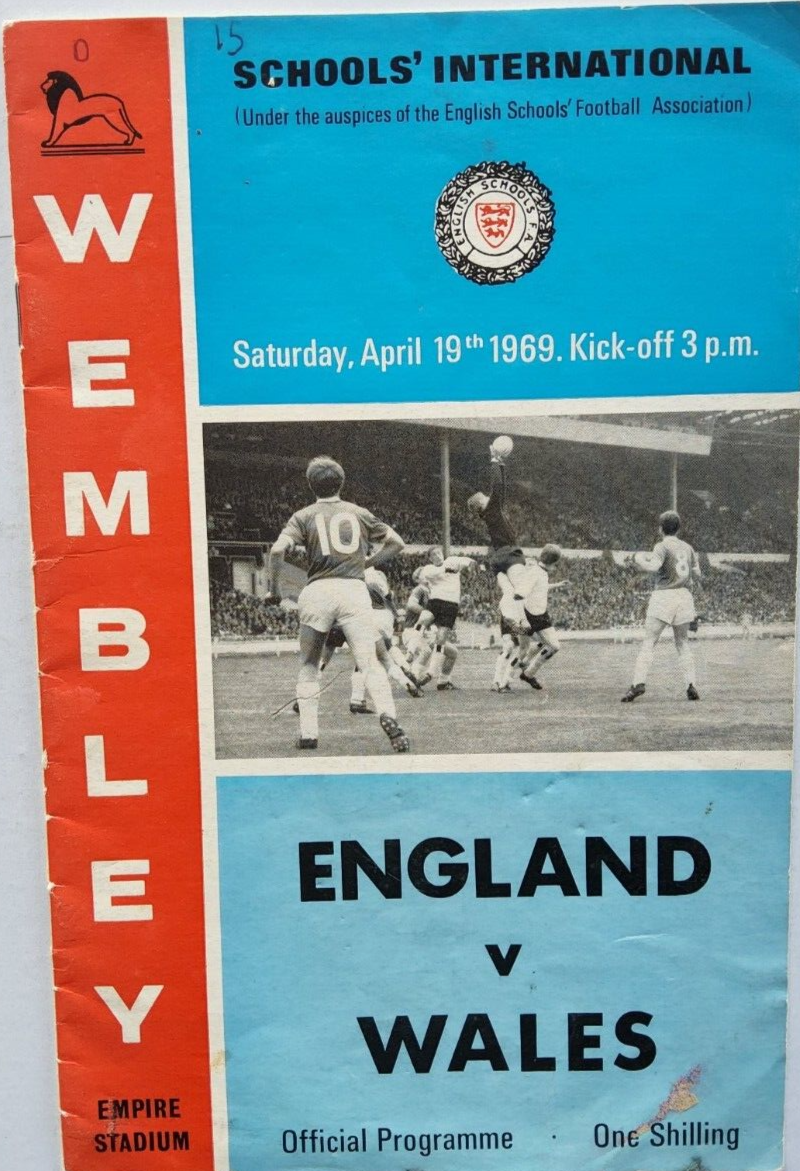 O
15
SCHOOLS' INTERNATIONAL
(Under the auspices of the English Schools' Football Association)
ENGLISH SCHOOLS F.A.
Saturday, April 19th 1969. Kick-off 3 p.m.
WEMBLEY
EMPIRE
STADIUM
10
8
ENGLAND
v
WALES
Official Programme · One Shilling